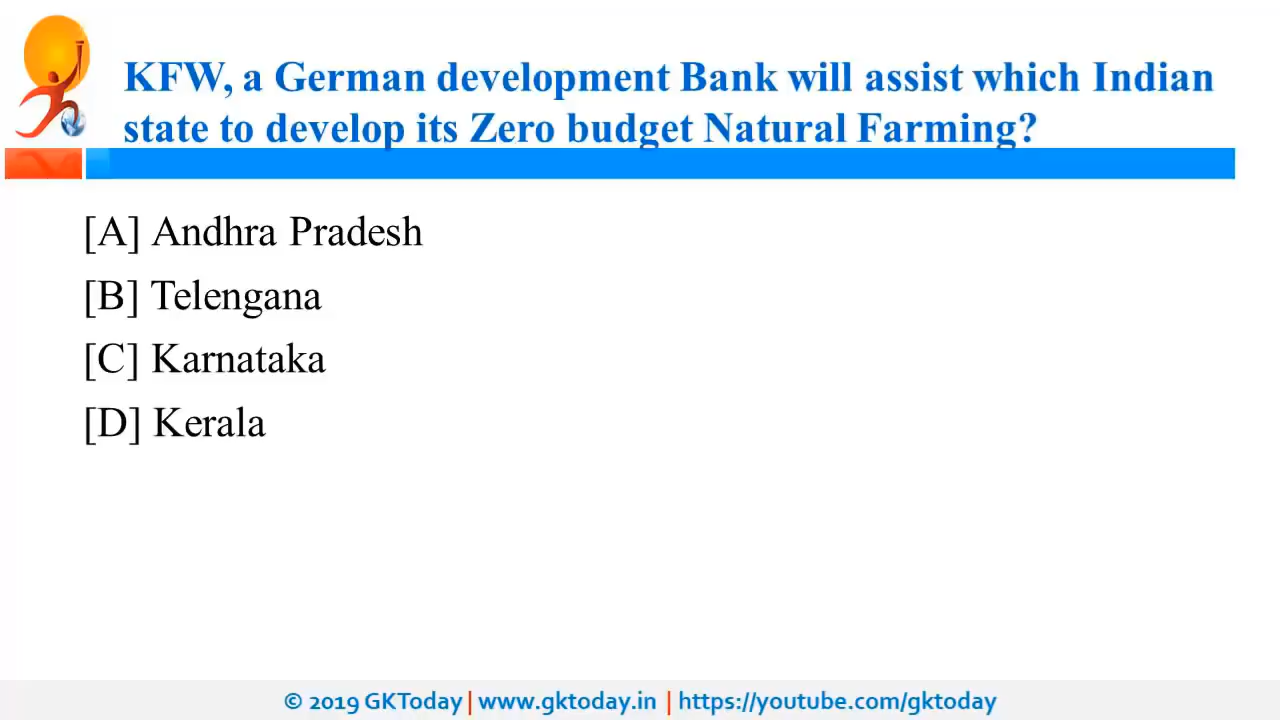 KFW, a German development Bank will assist which Indian
state to develop its Zero budget Natural Farming?
[A] Andhra Pradesh
[B] Telengana
[C] Karnataka
[D] Kerala
© 2019 GKToday | www.gktoday.in | https://youtube.com/gktoday